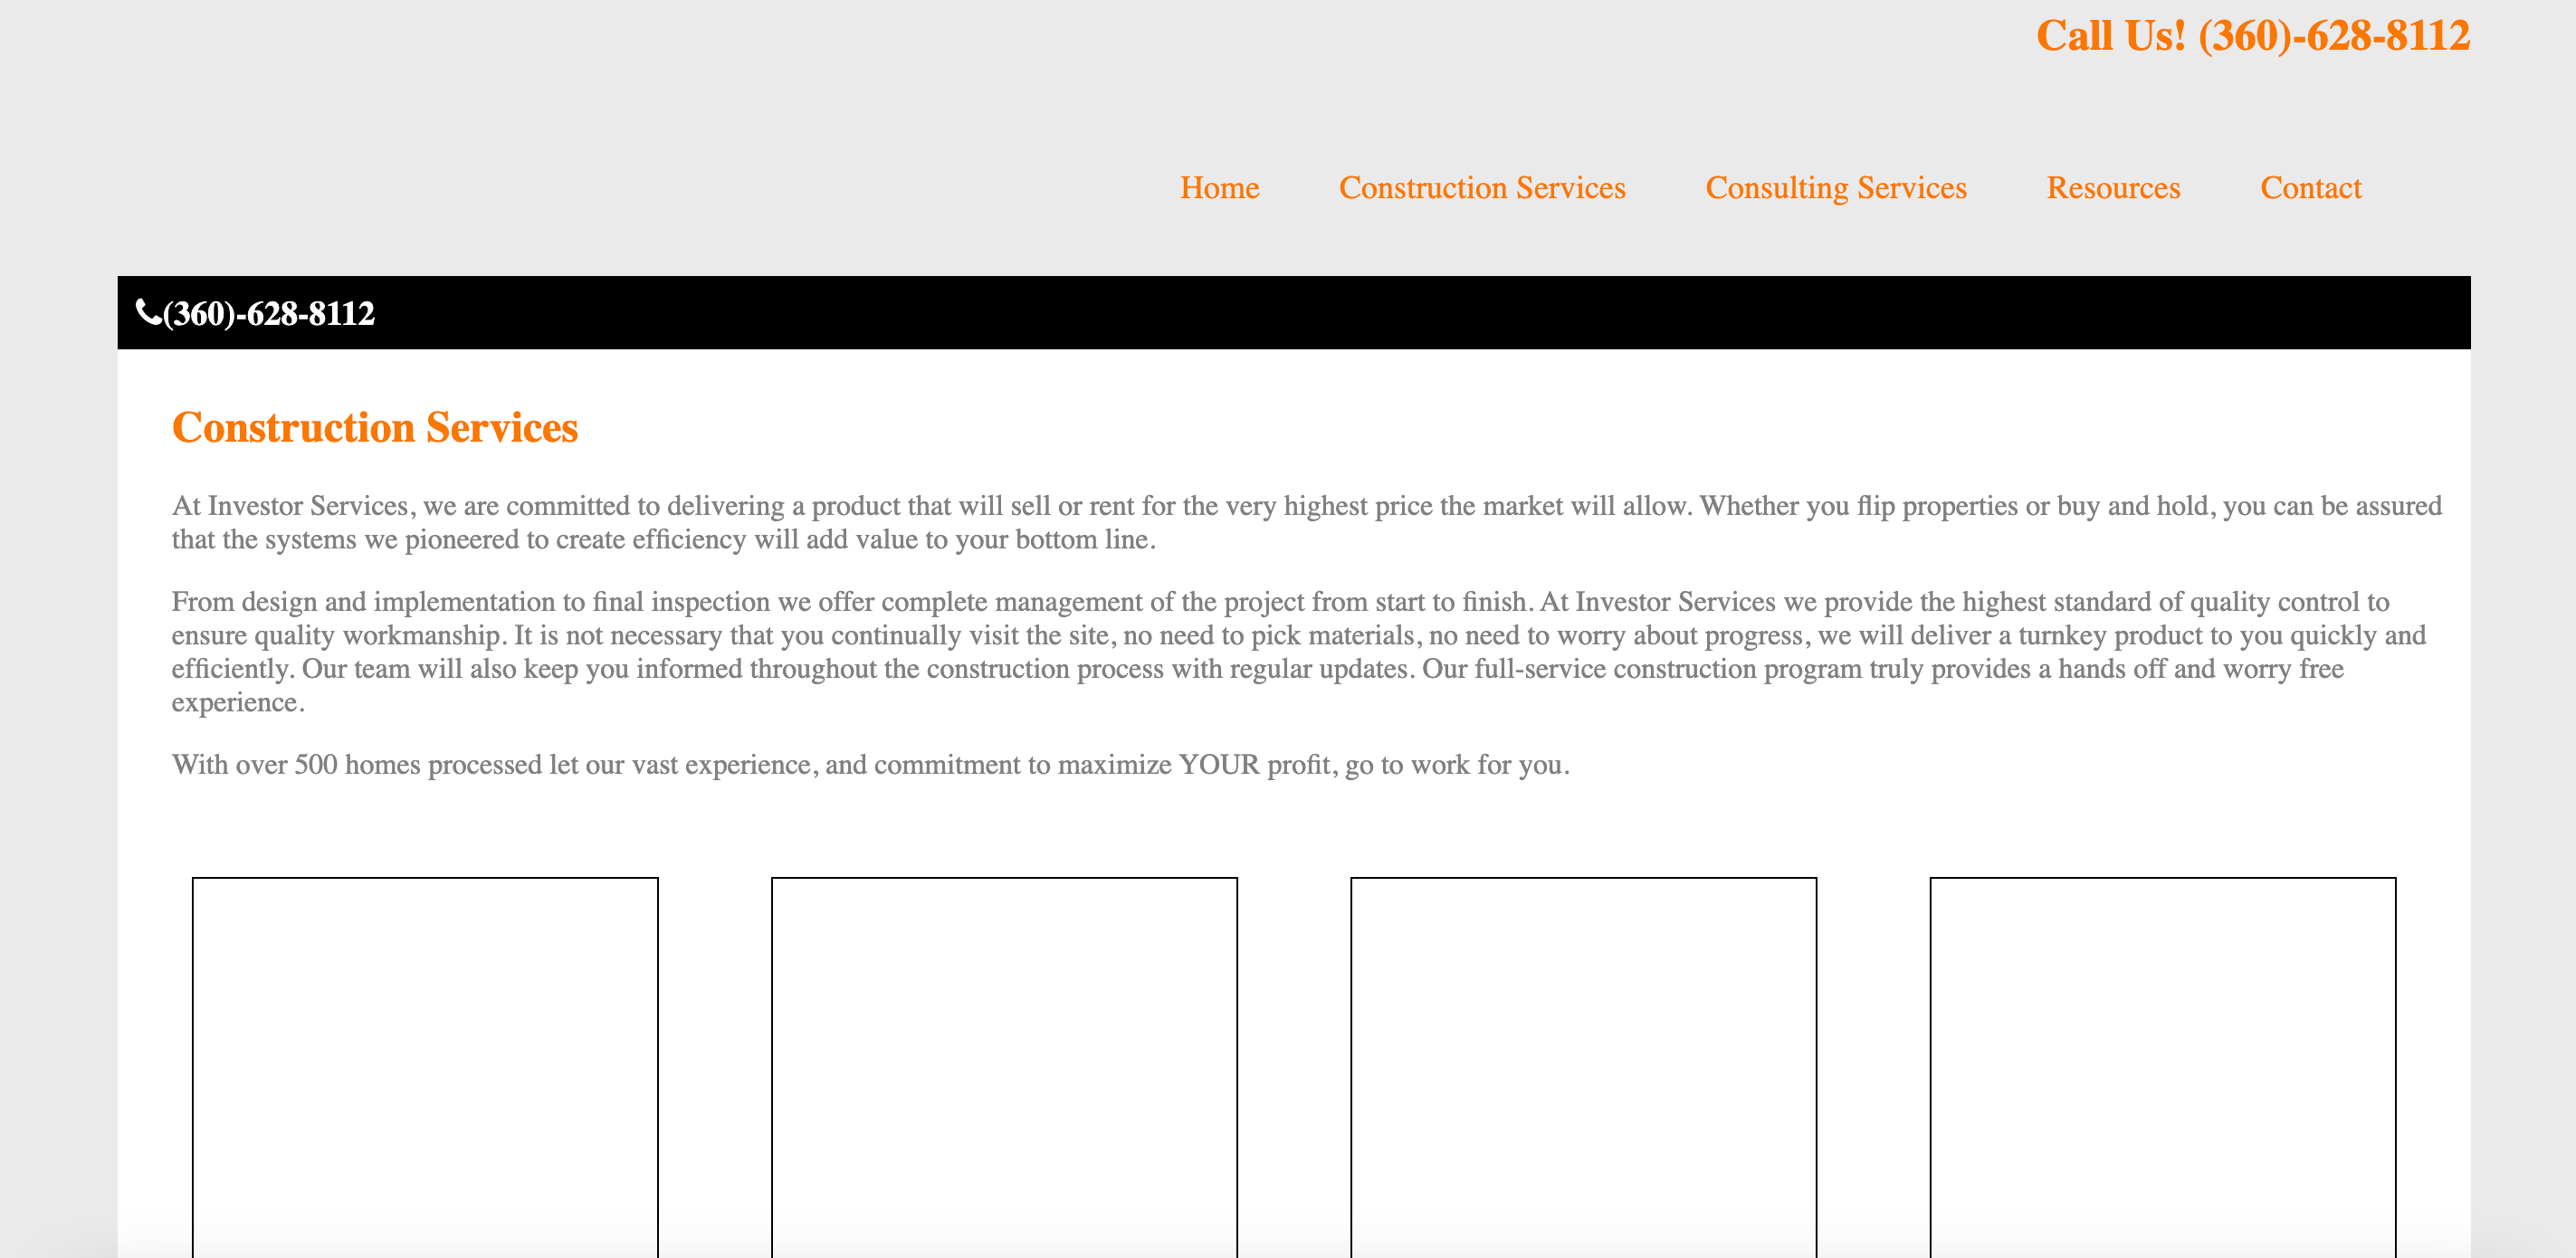 Call Us! (360)-628-8112
Home Construction Services Consulting Services Resources Contact
(360)-628-8112
Construction Services
At Investor Services, we are committed to delivering a product that will sell or rent for the very highest price the market will allow. Whether you flip properties or buy and hold, you can be assured
that the systems we pioneered to create efficiency will add value to your bottom line.
From design and implementation to final inspection we offer complete management of the project from start to finish. At Investor Services we provide the highest standard of quality control to
ensure quality workmanship. It is not necessary that you continually visit the site, no need to pick materials, no need to worry about progress, we will deliver a turnkey product to you quickly and
efficiently. Our team will also keep you informed throughout the construction process with regular updates. Our full-service construction program truly provides a hands off and worry free
experience.
With over 500 homes processed let our vast experience, and commitment to maximize YOUR profit, go to work for you.